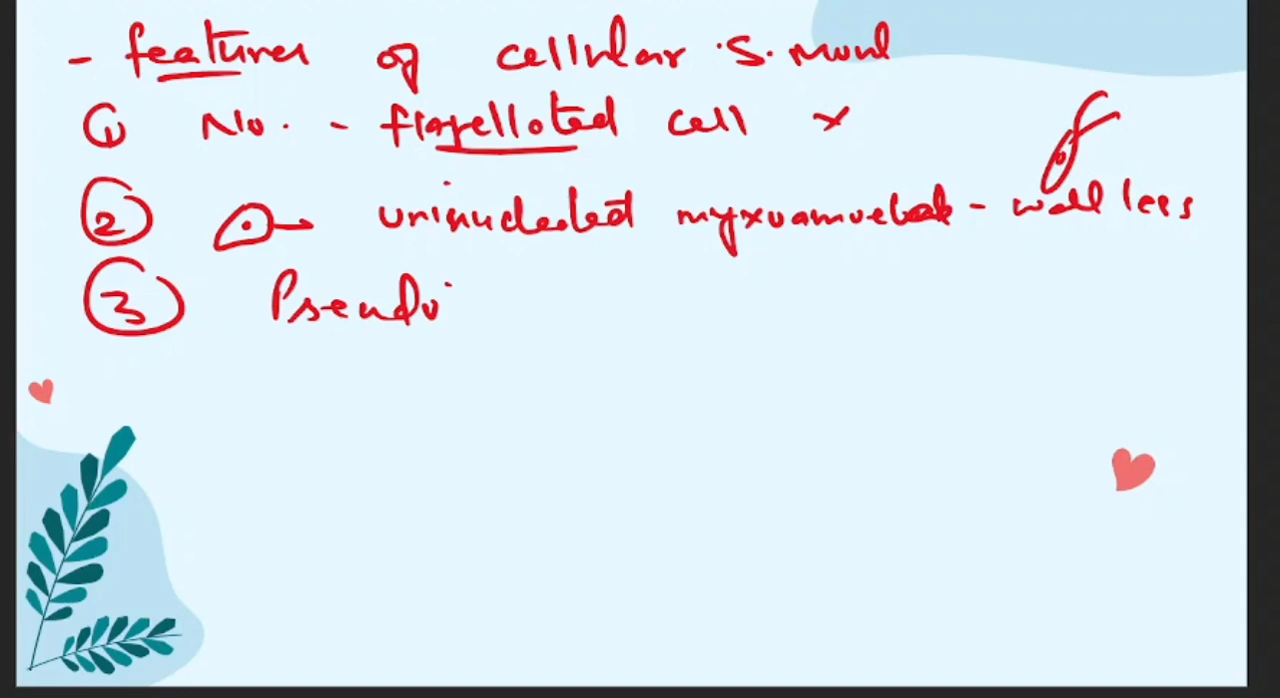 - features of cellular S. Mould
① No. - flagellated cell ×
② uninucleated myxoamoebae - wall less
③ Pseudo